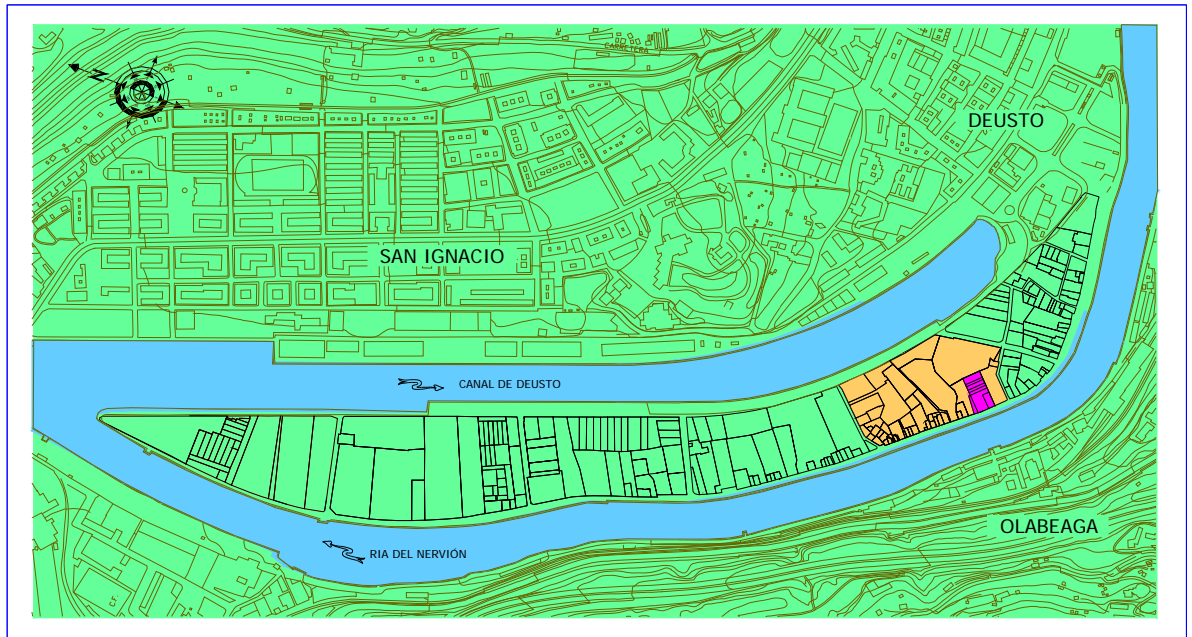 CARRETERA
N
DEUSTO
SAN IGNACIO
CANAL DE DEUSTO
OLABEAGA
RIA DEL NERVIÓN